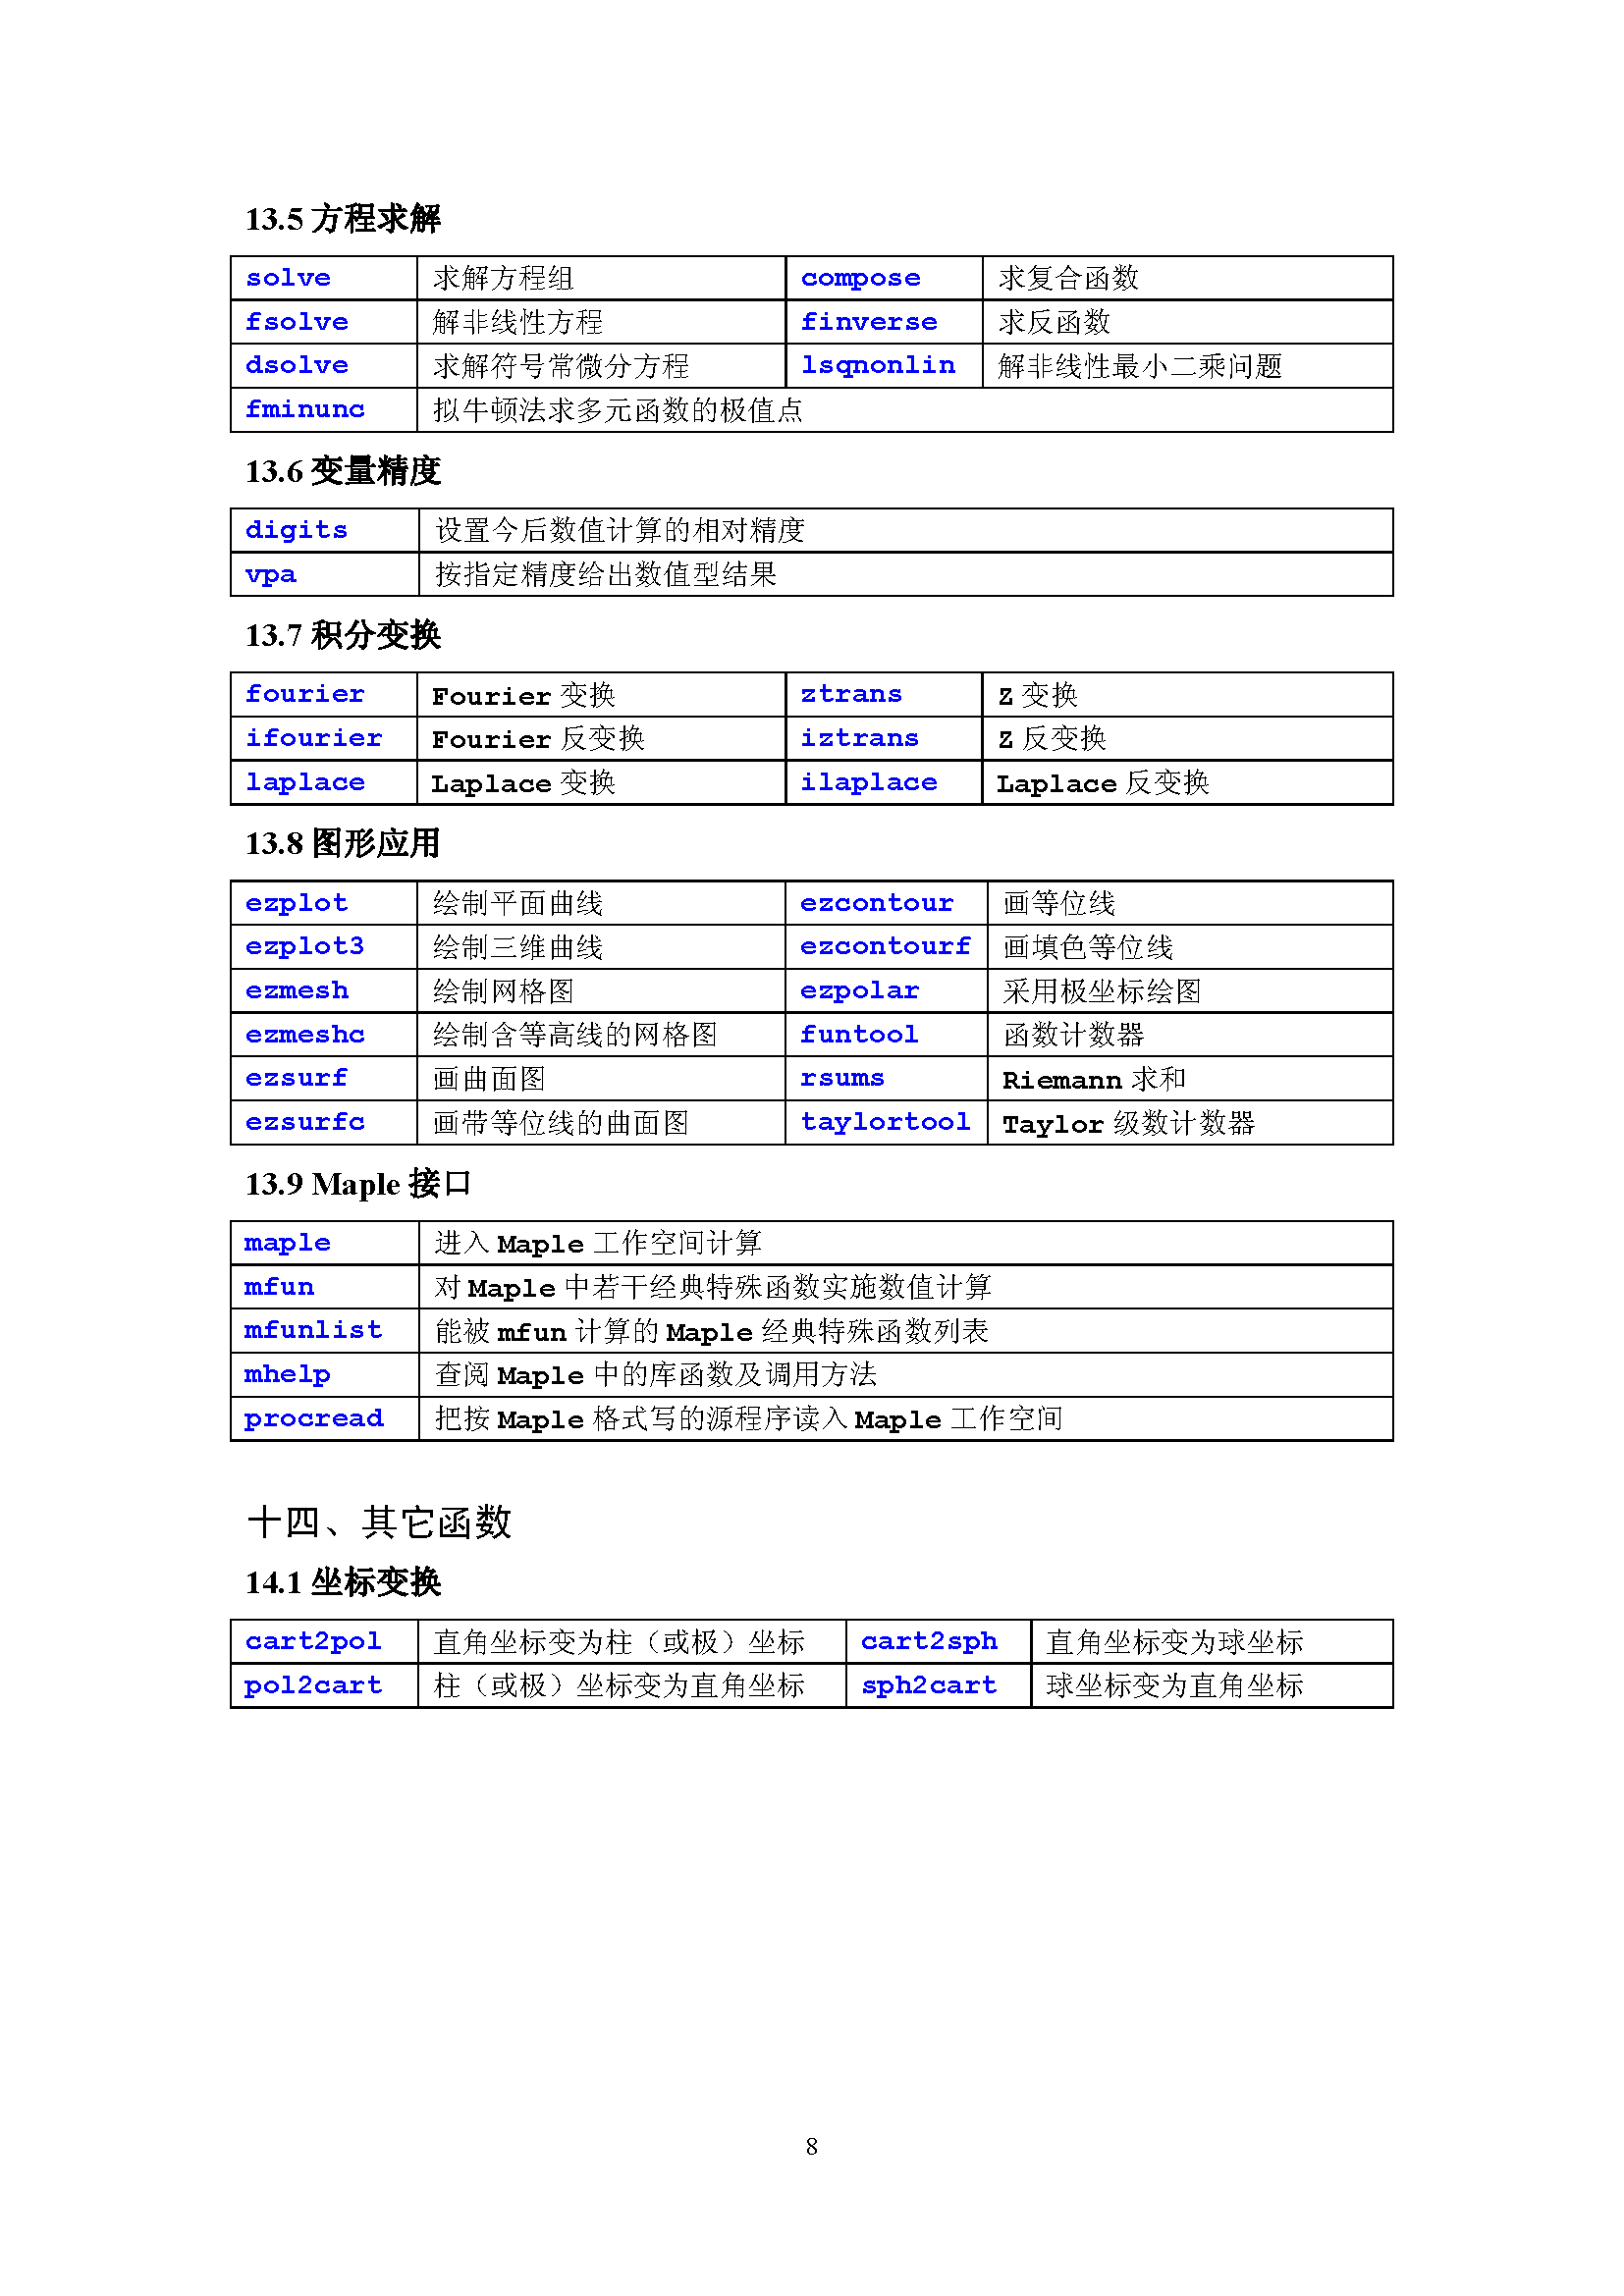 13.5 方程求解
solve 求解方程组 compose 求复合函数
fsolve 解非线性方程 finverse 求反函数
dsolve 求解符号常微分方程 lsqnonlin 解非线性最小二乘问题
fminunc 拟牛顿法求多元函数的极值点
13.6 变量精度
digits 设置今后数值计算的相对精度
vpa 按指定精度给出数值型结果
13.7 积分变换
fourier Fourier 变换 ztrans Z 变换
ifourier Fourier 反变换 iztrans Z 反变换
laplace Laplace 变换 ilaplace Laplace 反变换
13.8 图形应用
ezplot 绘制平面曲线 ezcontour 画等位线
ezplot3 绘制三维曲线 ezcontourf 画填色等位线
ezmesh 绘制网格图 ezpolar 采用极坐标绘图
ezmeshc 绘制含等高线的网格图 funtool 函数计数器
ezsurf 画曲面图 rsums Riemann 求和
ezsurfc 画带等位线的曲面图 taylortool Taylor 级数计数器
13.9 Maple 接口
maple 进入 Maple 工作空间计算
mfun 对 Maple 中若干经典特殊函数实施数值计算
mfunlist 能被 mfun 计算的 Maple 经典特殊函数列表
mhelp 查阅 Maple 中的库函数及调用方法
procread 把按 Maple 格式写的源程序读入 Maple 工作空间
十四、其它函数
14.1 坐标变换
cart2pol 直角坐标变为柱（或极）坐标 cart2sph 直角坐标变为球坐标
pol2cart 柱（或极）坐标变为直角坐标 sph2cart 球坐标变为直角坐标
8